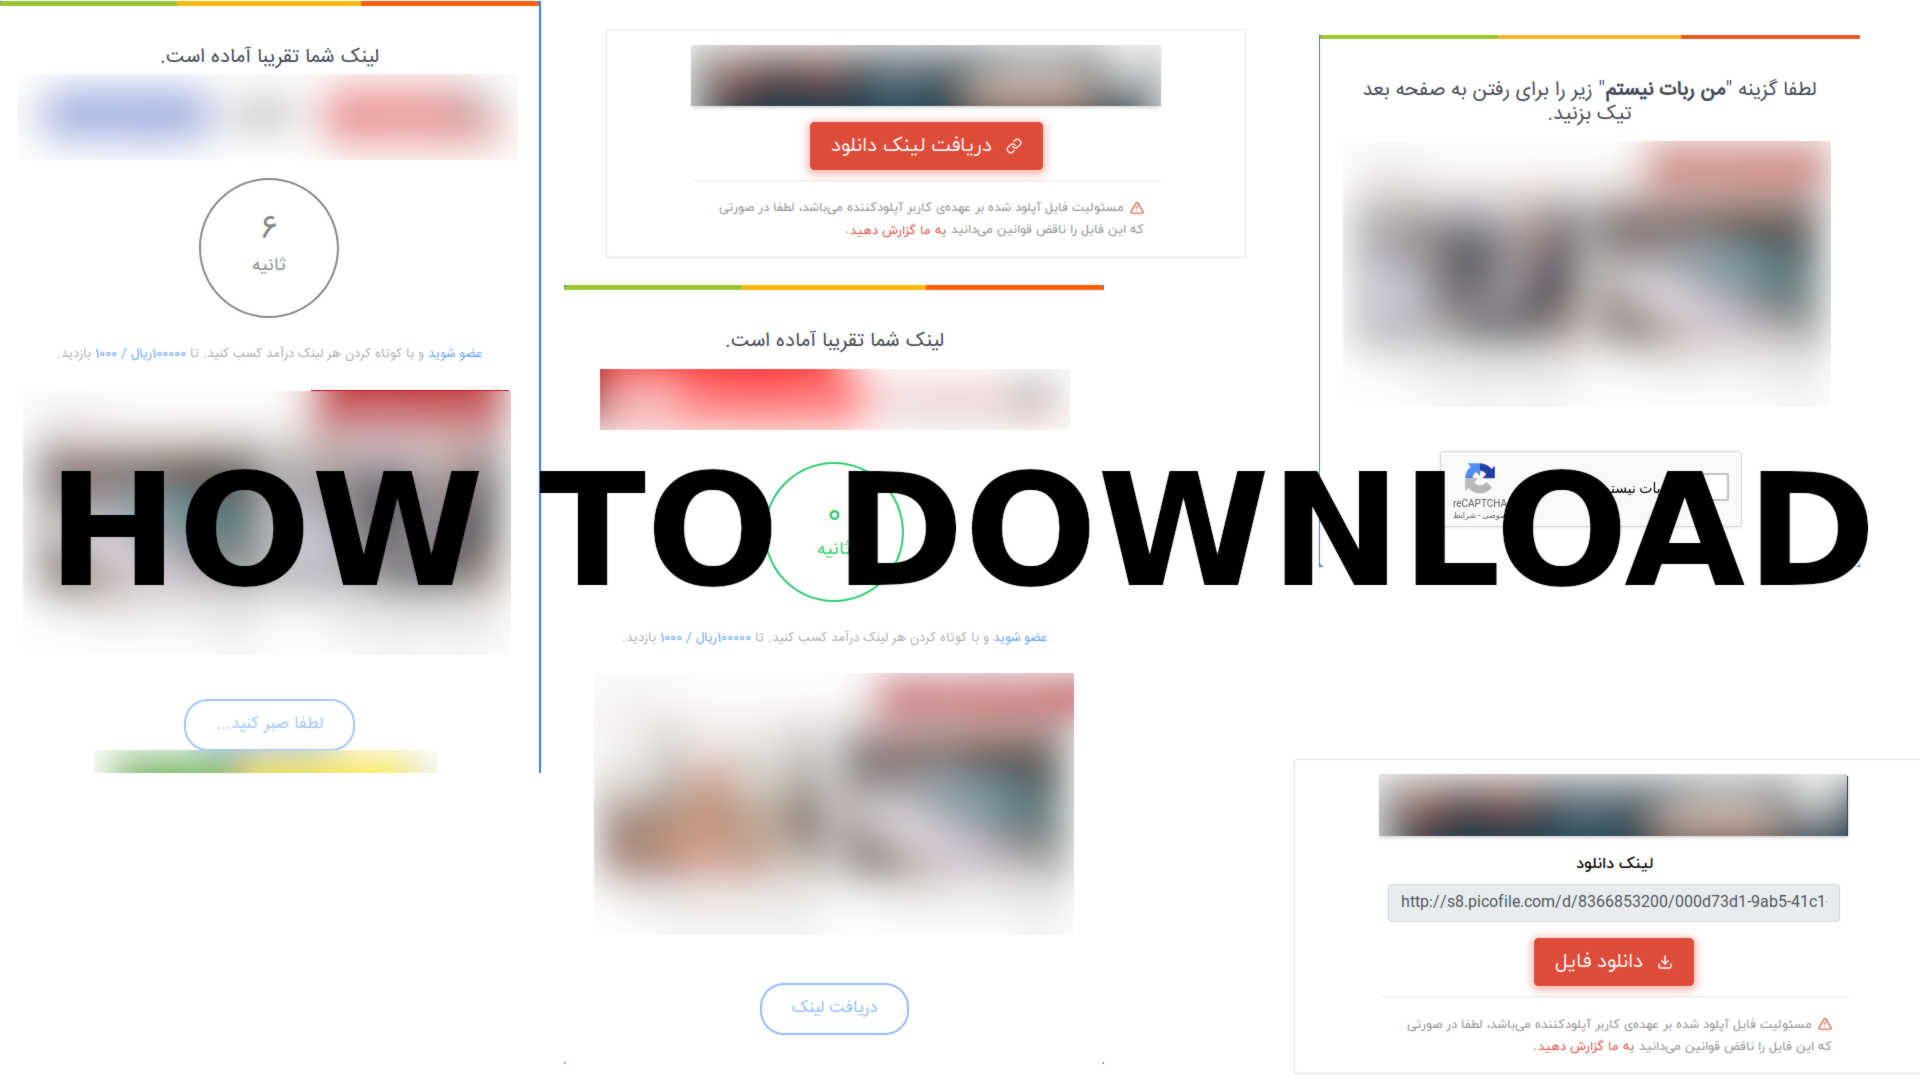 لینک شما تقریبا آماده است.
۶
ثانیه
عضو شوید و با کوتاه کردن هر لینک درآمد کسب کنید. تا ۱۰۰۰۰۰ریال / ۱۰۰۰ بازدید.
لطفا صبر کنید...
دریافت لینک دانلود
مسئولیت فایل آپلود شده بر عهده‌ی کاربر آپلودکننده می‌باشد، لطفا در صورتی
که این فایل را ناقض قوانین می‌دانید به ما گزارش دهید.
لینک شما تقریبا آماده است.
۰
ثانیه
عضو شوید و با کوتاه کردن هر لینک درآمد کسب کنید. تا ۱۰۰۰۰۰ریال / ۱۰۰۰ بازدید.
دریافت لینک
لطفا گزینه "من ربات نیستم" زیر را برای رفتن به صفحه بعد
تیک بزنید.
reCAPTCHA
شرایط -
HOW TO DOWNLOAD
لینک دانلود
http://s8.picofile.com/d/8366853200/000d73d1-9ab5-41c1-
دانلود فایل
مسئولیت فایل آپلود شده بر عهده‌ی کاربر آپلودکننده می‌باشد، لطفا در صورتی
که این فایل را ناقض قوانین می‌دانید به ما گزارش دهید.